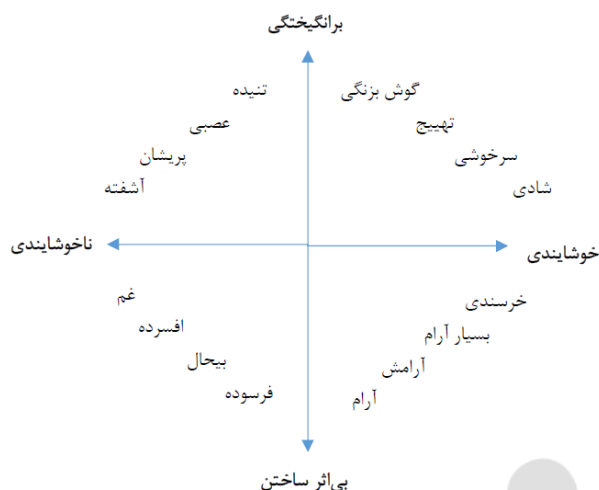 برانگیختگی
گوش بزنگی
تنیده
تهییج
عصبی
سرخوشی
پریشان
شادی
آشفته
خوشایندی
ناخوشایندی
خرسندی
غم
بسیار آرام
افسرده
آرامش
بیحال
آرام
فرسوده
بی‌اثر ساختن